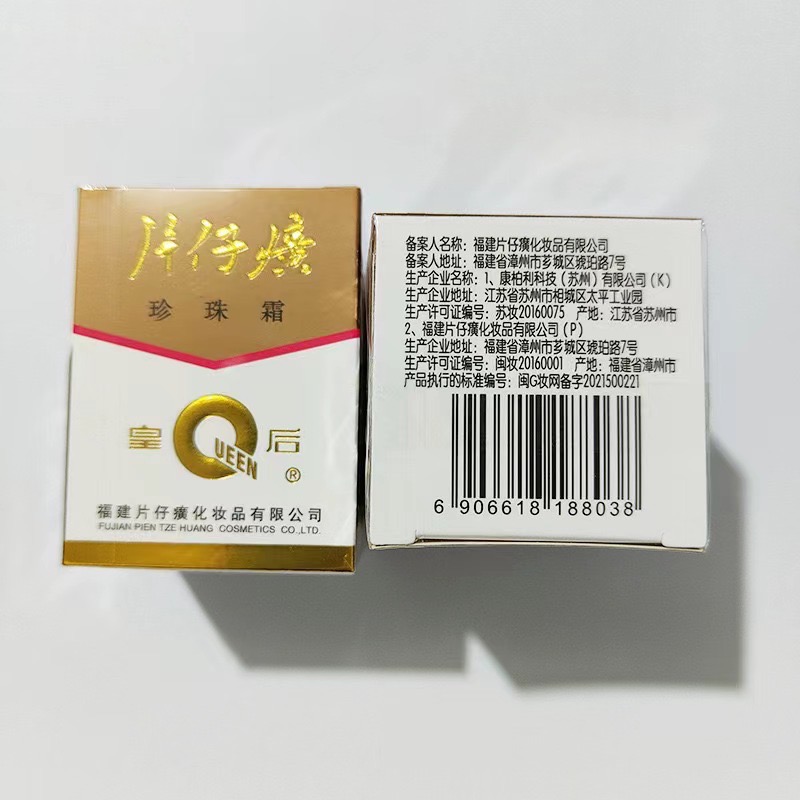 片仔癀
珍珠霜
皇 QUEEN 后
®
福建片仔癀化妆品有限公司
FUJIAN PIEN TZE HUANG COSMETICS CO.,LTD.
备案人名称：福建片仔癀化妆品有限公司
备案人地址：福建省漳州市芗城区琥珀路7号
生产企业名称：1、康柏利科技（苏州）有限公司（K）
生产企业地址：江苏省苏州市相城区太平工业园
生产许可证编号：苏妆20160075 产地：江苏省苏州市
2、福建片仔癀化妆品有限公司（P）
生产企业地址：福建省漳州市芗城区琥珀路7号
生产许可证编号：闽妆20160001 产地：福建省漳州市
产品执行的标准编号：闽G妆网备字2021500221
6 906618 188038